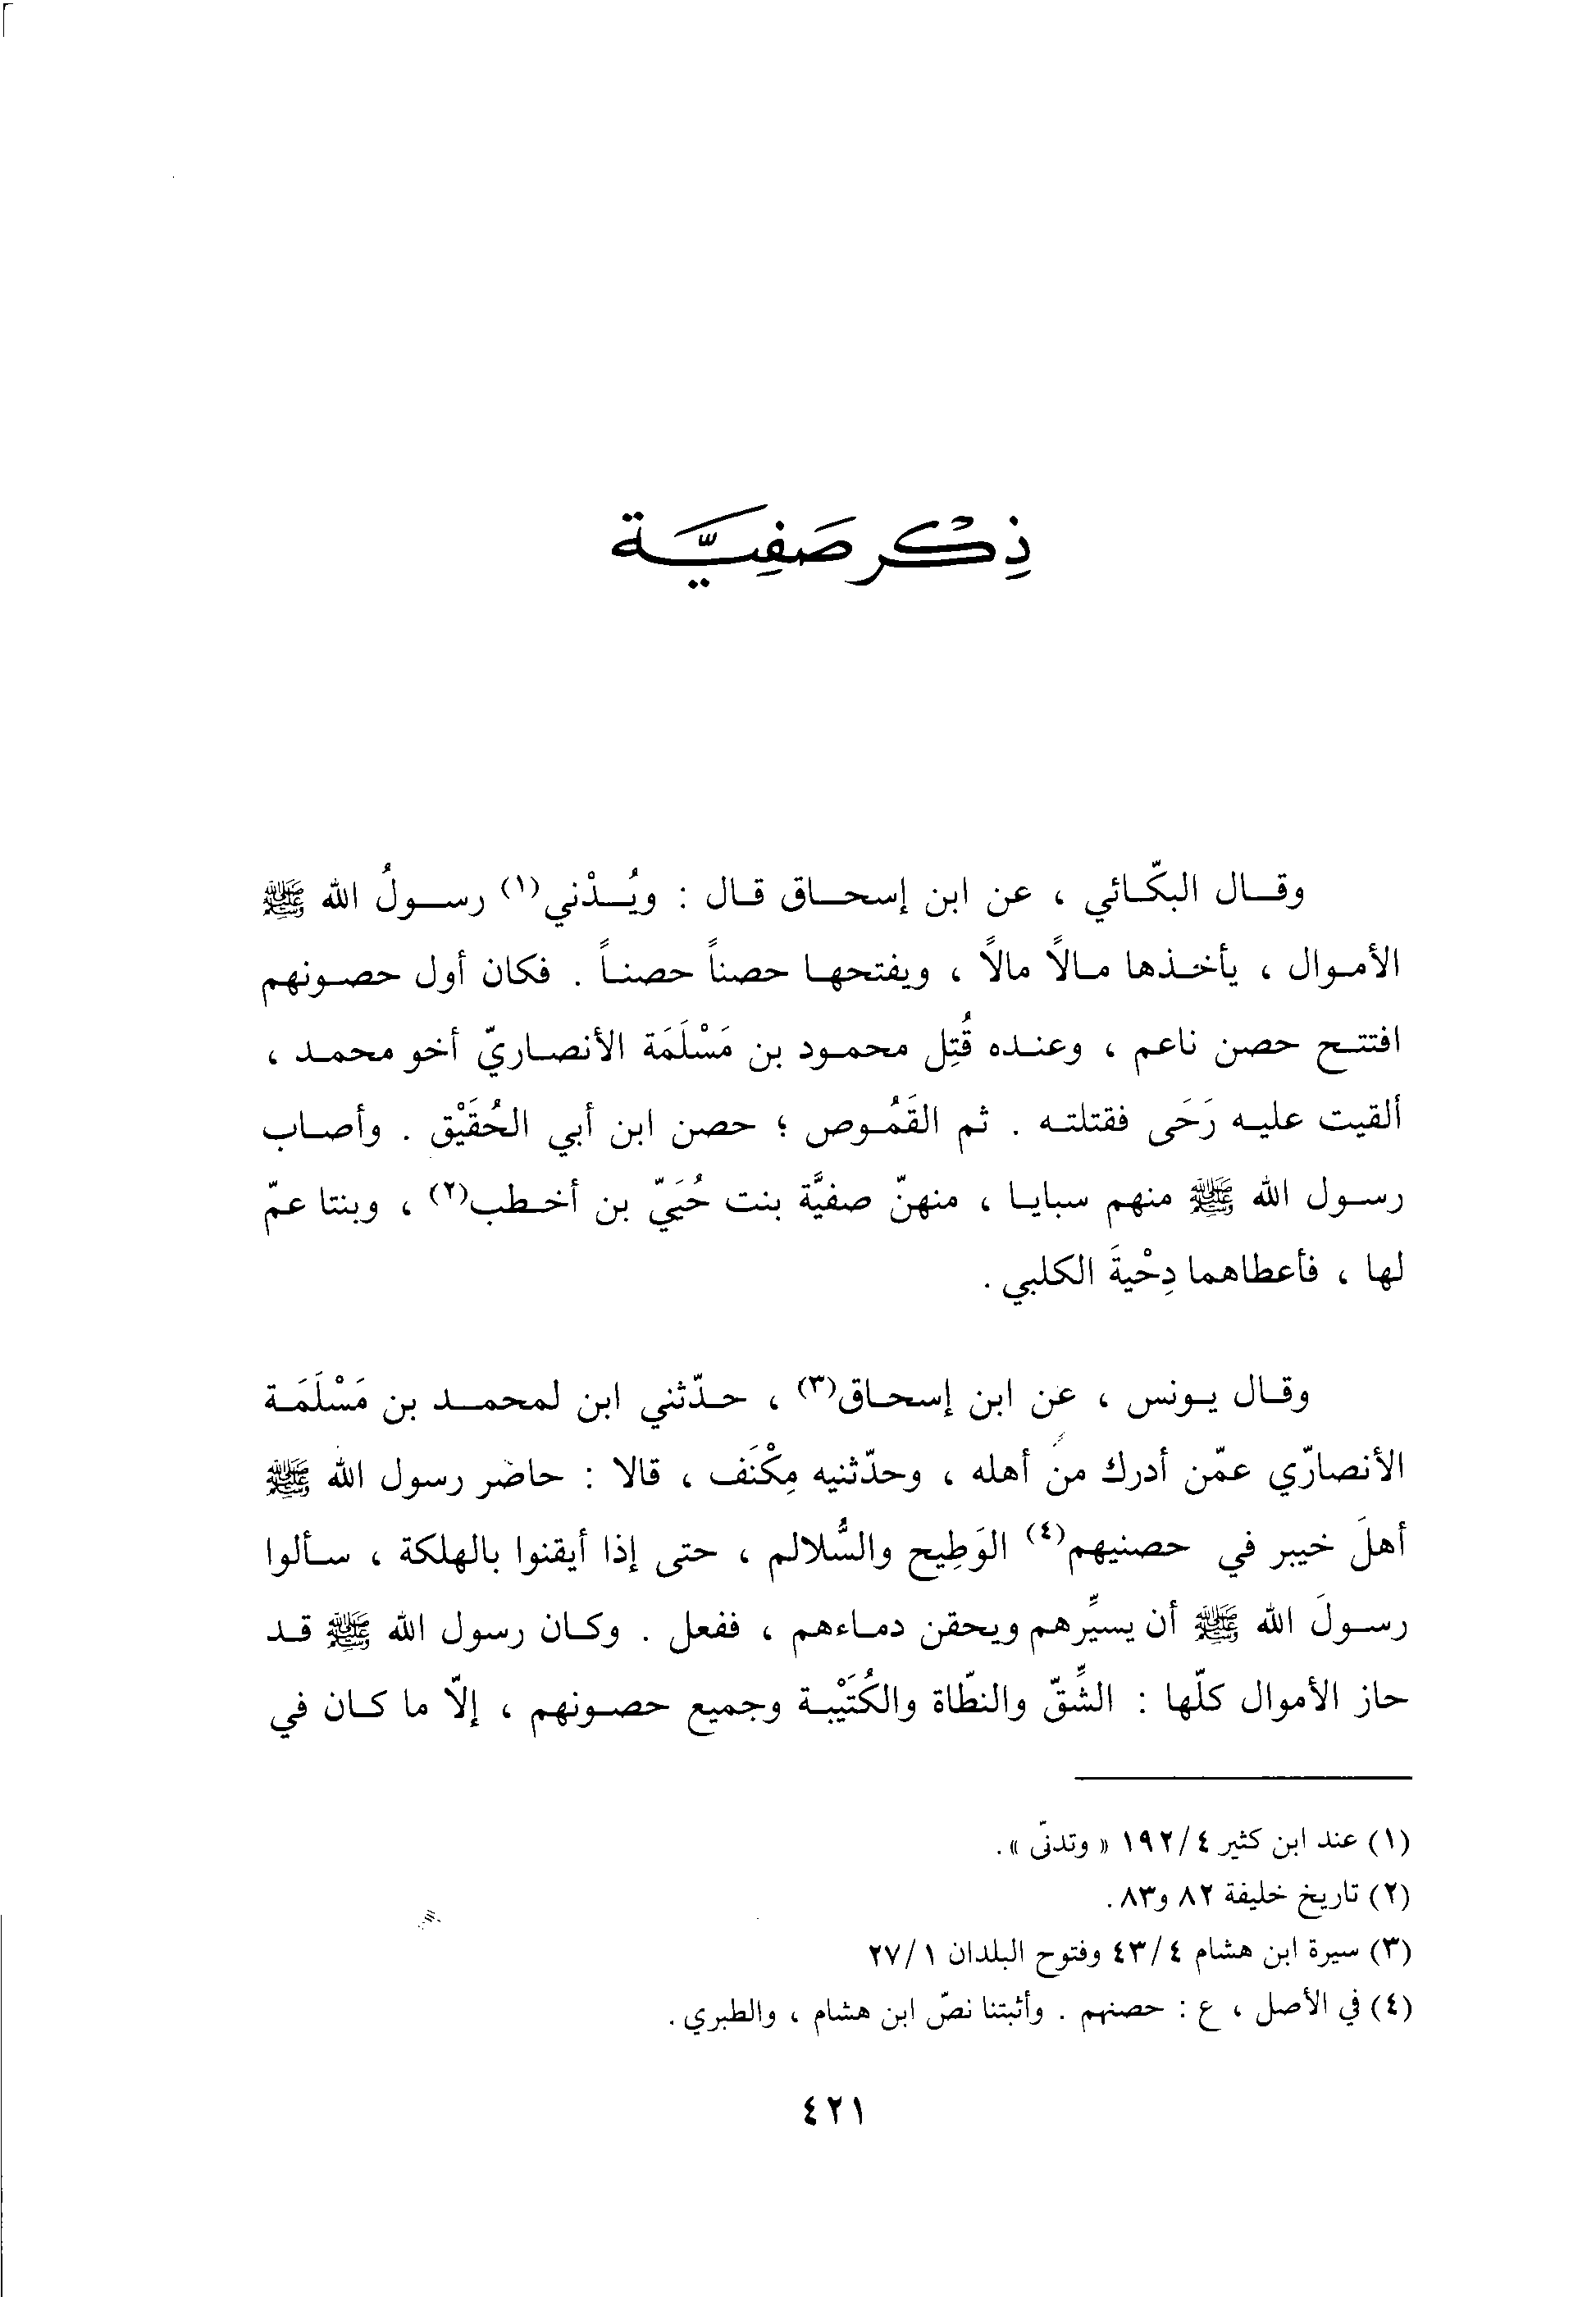 ذِكْر صَفِيَّة
وقال البكّائي ، عن ابن إسحاق قال : ويُدْني(١) رسولُ الله ﷺ
الأموال ، يأخذها مالاً مالاً ، ويفتحها حصناً حصناً . فكان أول حصونهم
افتتح حصن ناعم ، وعنده قُتِل محمود بن مَسْلَمَة الأنصاريّ أخو محمد ،
ألقيت عليه رَحَى فقتلته . ثم القَمُوص ؛ حصن ابن أبي الحُقَيْق . وأصاب
رسول الله ﷺ منهم سبايا ، منهنّ صفيَّة بنت حُيَيّ بن أخطب(٢) ، وبنتا عمّ
لها ، فأعطاهما دِحْيةَ الكلبي .
وقال يونس ، عن ابن إسحاق(٣) ، حدّثني ابن لمحمد بن مَسْلَمَة
الأنصارّي عمّن أدرك من أهله ، وحدّثنيه مِكْنَف ، قالا : حاضر رسول الله ﷺ
أهلَ خيبر في حصنيهم(٤) الوَطِيح والسُّلالم ، حتى إذا أيقنوا بالهلكة ، سألوا
رسولَ الله ﷺ أن يسيِّرهم ويحقن دماءهم ، ففعل . وكان رسول الله ﷺ قد
حاز الأموال كلّها : الشِّقّ والنطّاة والكُتَيْبة وجميع حصونهم ، إلّا ما كان في
(١) عند ابن كثير ٤/١٩٢ « وتدنّى » .
(٢) تاريخ خليفة ٨٢ و٨٣ .
(٣) سيرة ابن هشام ٤/٤٣ وفتوح البلدان ١/٢٧
(٤) في الأصل ، ع : حصنهم . وأثبتنا نصّ ابن هشام ، والطبري .
٤٢١